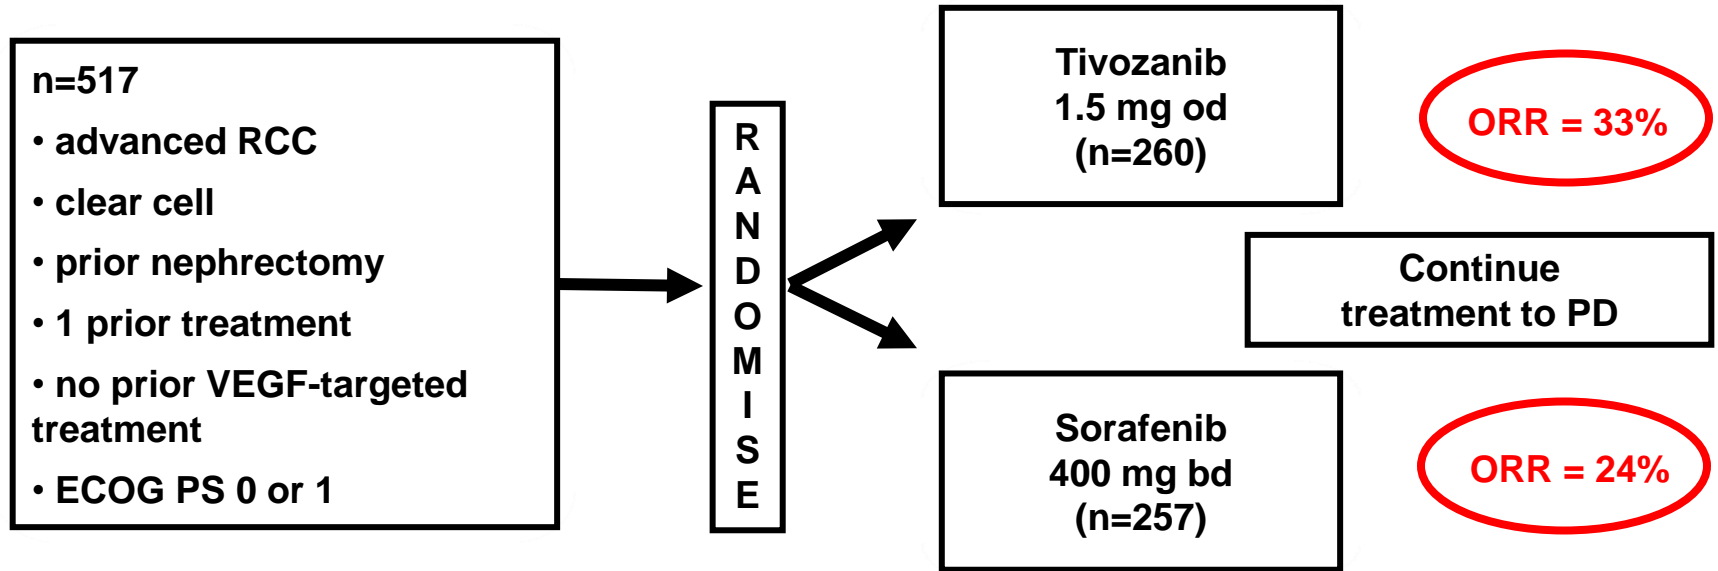 n=517
• advanced RCC
• clear cell
• prior nephrectomy
• 1 prior treatment
• no prior VEGF-targeted
treatment
• ECOG PS 0 or 1
R
A
N
D
O
M
I
S
E
Tivozanib
1.5 mg od
(n=260)
ORR = 33%
Continue
treatment to PD
Sorafenib
400 mg bd
(n=257)
ORR = 24%